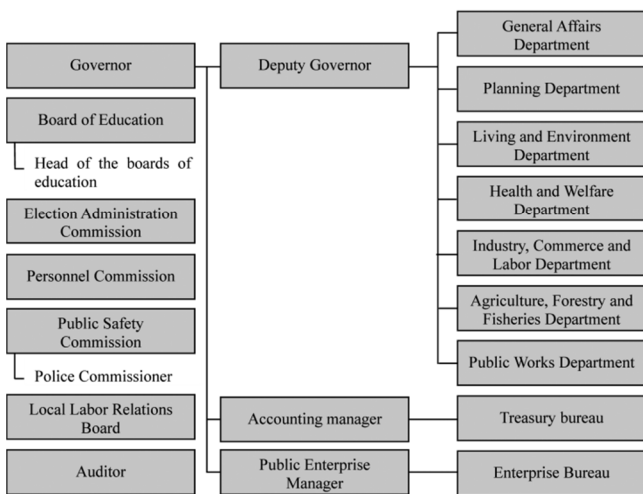 Governor
Board of Education
Head of the boards of
education
Election Administration
Commission
Personnel Commission
Public Safety
Commission
Police Commissioner
Local Labor Relations
Board
Auditor
Deputy Governor
Accounting manager
Public Enterprise
Manager
General Affairs
Department
Planning Department
Living and Environment
Department
Health and Welfare
Department
Industry, Commerce and
Labor Department
Agriculture, Forestry and
Fisheries Department
Public Works Department
Treasury bureau
Enterprise Bureau